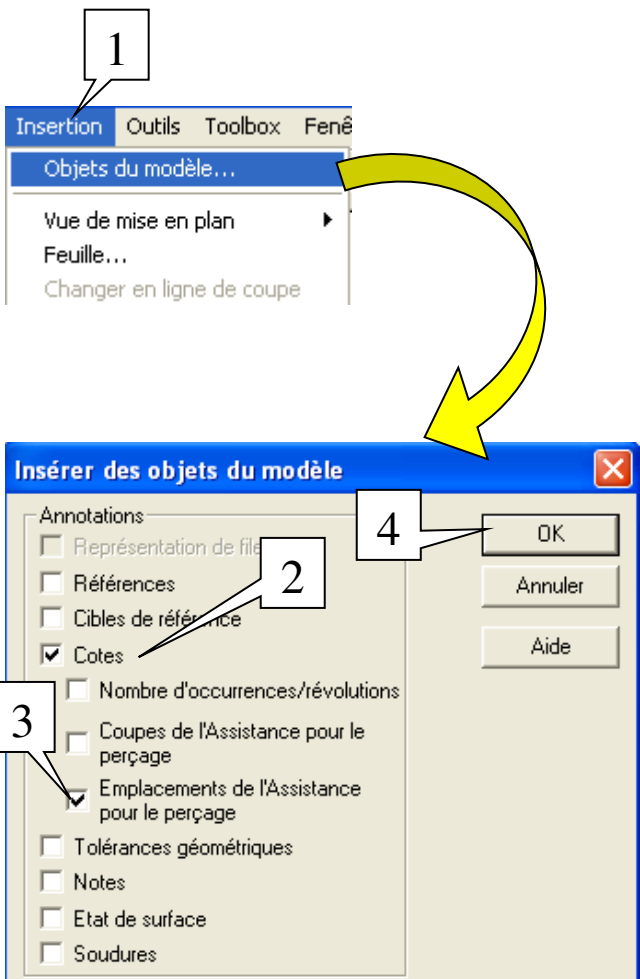 1
Insertion Outils Toolbox Fenê
Objets du modèle...
Vue de mise en plan
Feuille...
Changer en ligne de coupe
Insérer des objets du modèle
Annotations
4
OK
Représentation de file
2
Références
Annuler
Cibles de référence
Cotes
Aide
Nombre d'occurrences/révolutions
3
Coupes de l'Assistance pour le
perçage
Emplacements de l'Assistance
pour le perçage
Tolérances géométriques
Notes
Etat de surface
Soudures